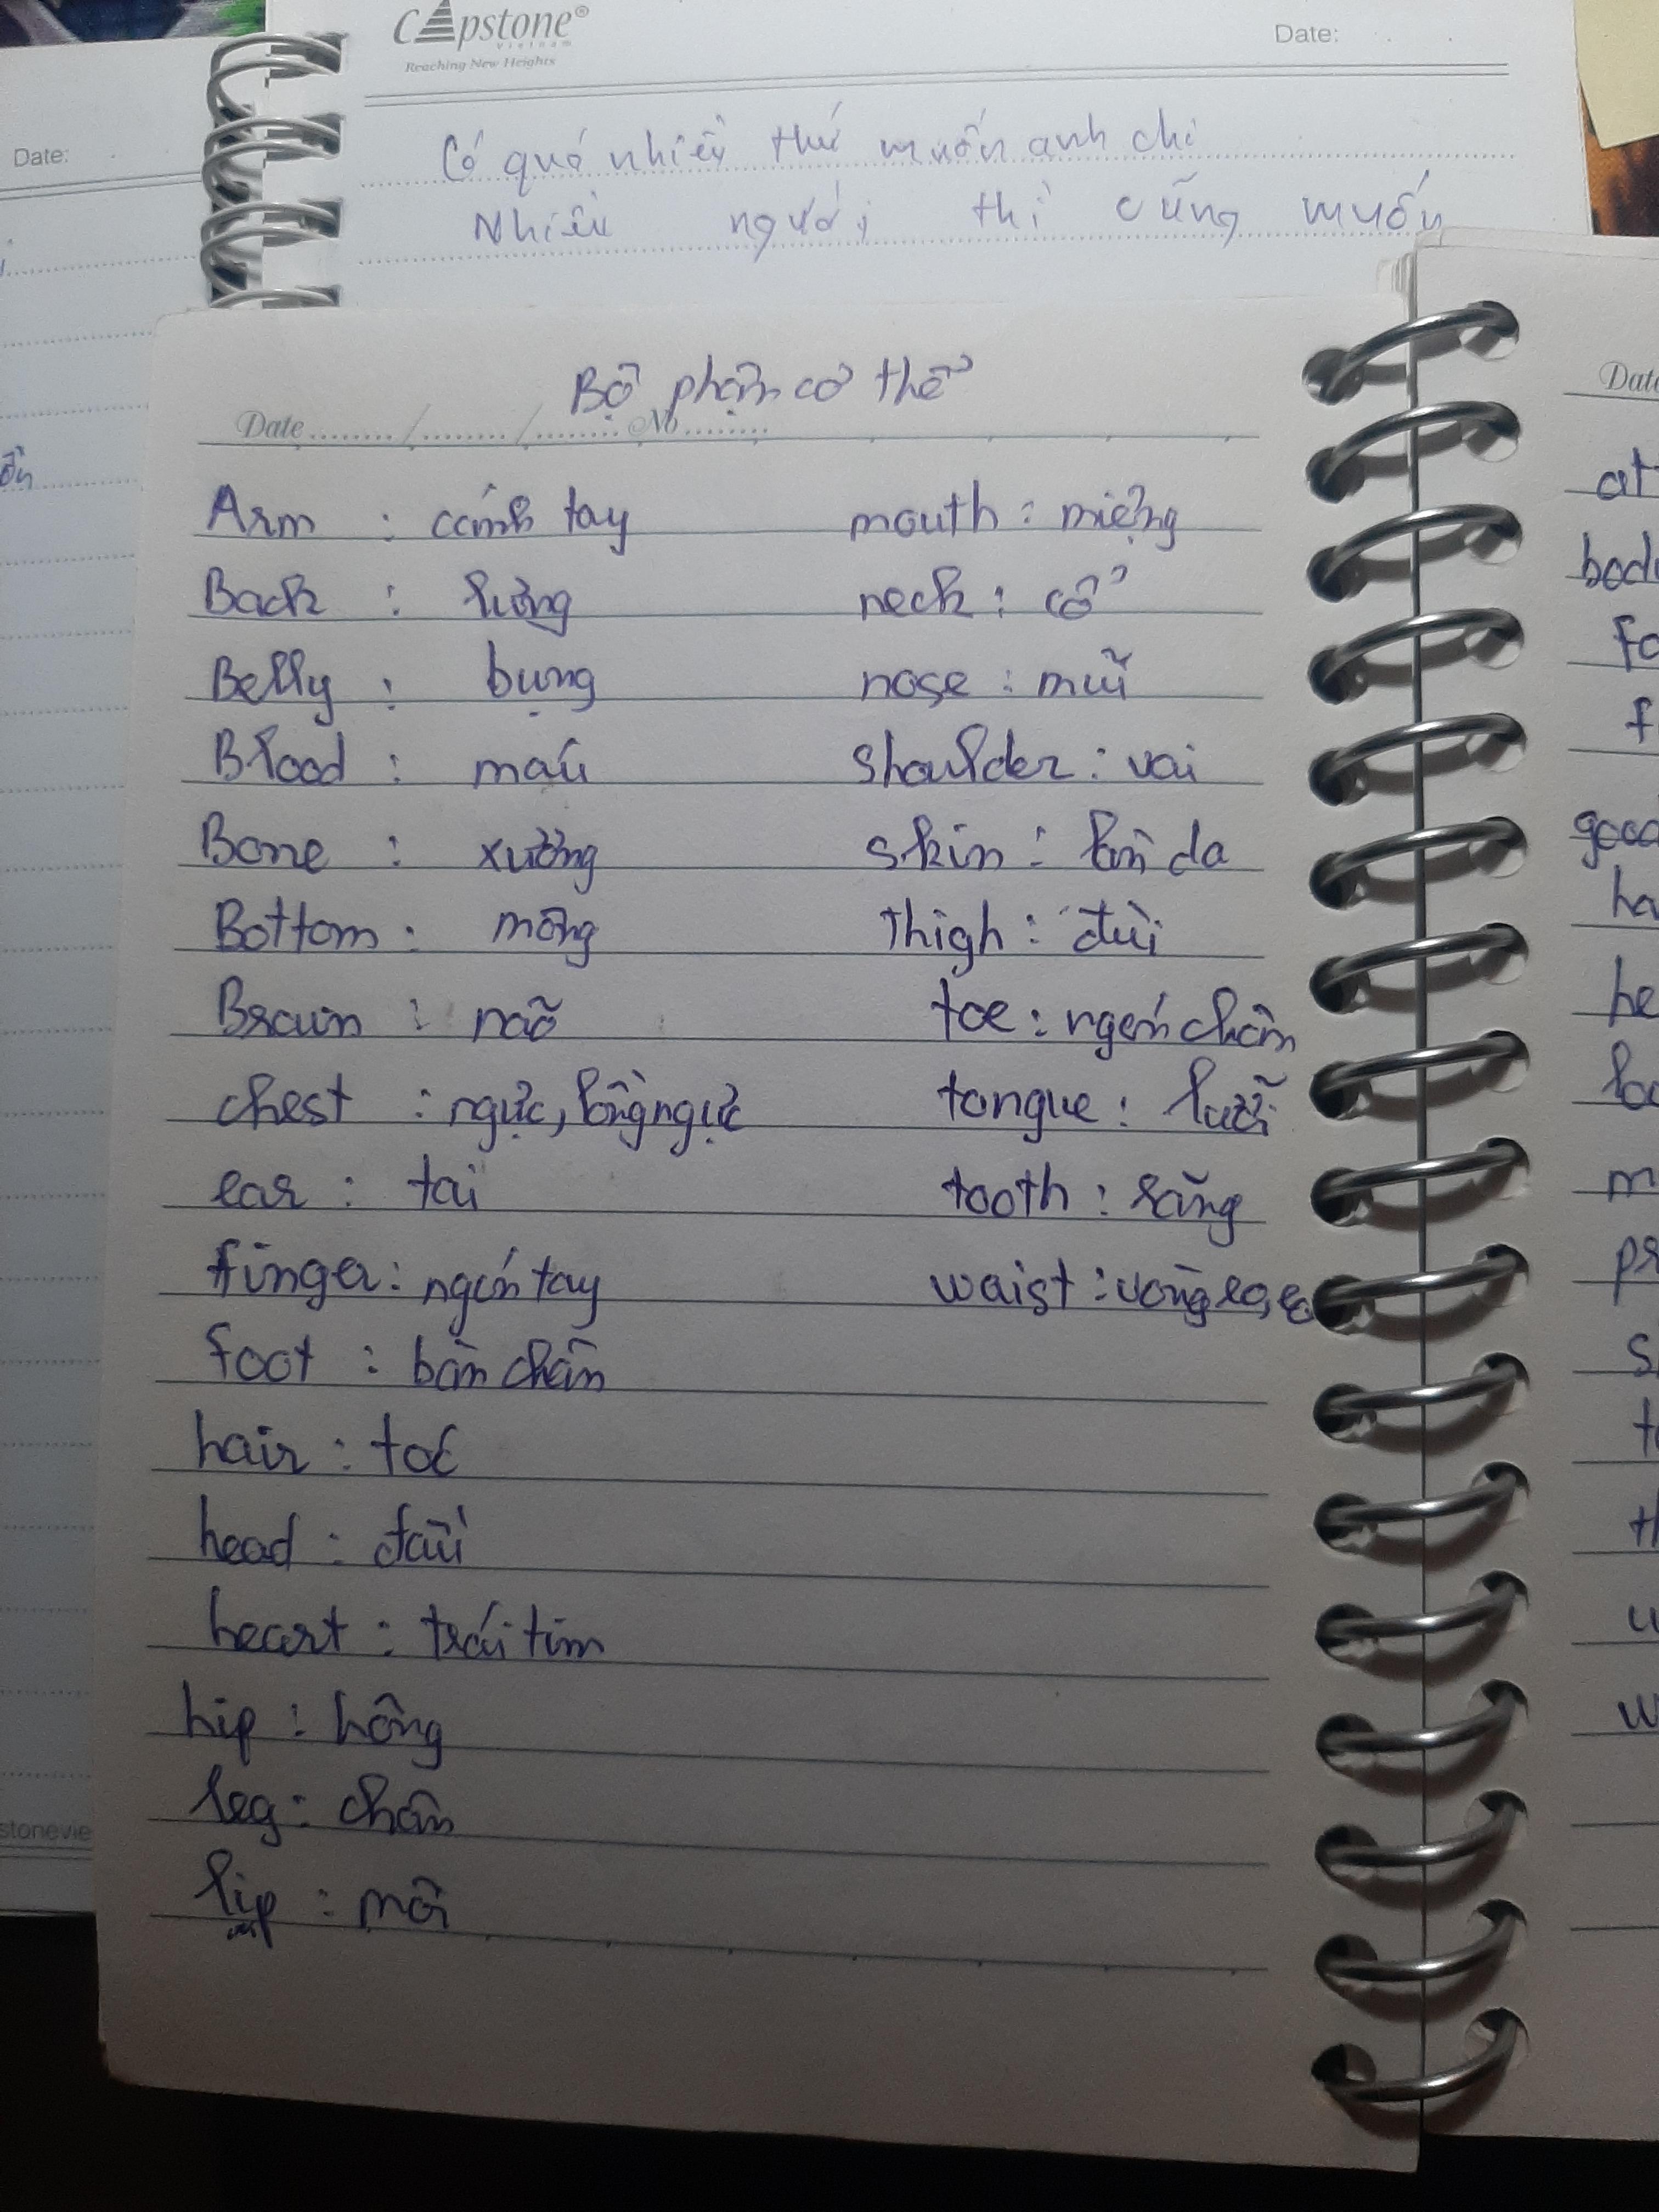 Capstone®
Vietnam
Reaching New Heights
Date:
Date:
Có quá nhiều thứ muốn anh chi
Nhiều người thì cũng muốn
Bộ phận cơ thể
Date ......../......../........ No ........
Arm : cánh tay
Back : lưng
Belly : bụng
Blood : máu
Bone : xương
Bottom : mông
Brain : não
chest : ngực, lồng ngực
ear : tai
finger : ngón tay
foot : bàn chân
hair : tóc
head : đầu
heart : trái tim
hip : hông
leg : chân
lip : môi
mouth : miệng
neck : cổ
nose : mũi
shoulder : vai
skin : làn da
Thigh : đùi
toe : ngón chân
tongue : lưỡi
tooth : răng
waist : vòng eo, eo
stonevie
Date
at
bod
fo
f
good
ha
he
m
pr
s
t
th
u
w